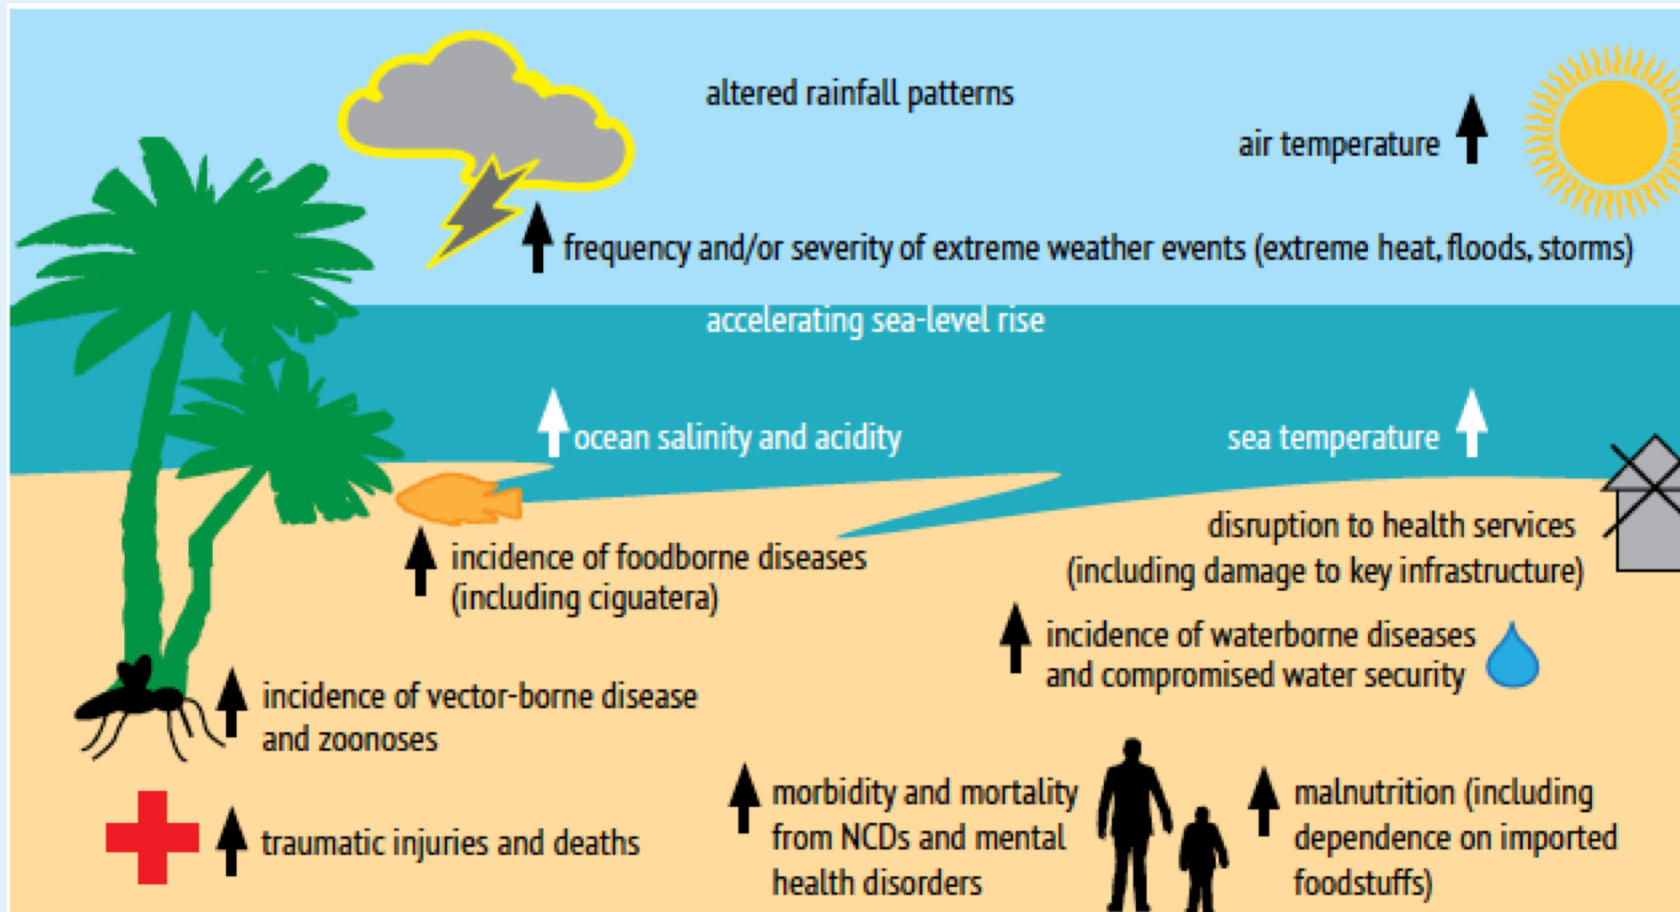 altered rainfall patterns
air temperature
frequency and/or severity of extreme weather events (extreme heat, floods, storms)
accelerating sea-level rise
ocean salinity and acidity
sea temperature
disruption to health services
(including damage to key infrastructure)
incidence of foodborne diseases
(including ciguatera)
incidence of waterborne diseases
and compromised water security
incidence of vector-borne disease
and zoonoses
morbidity and mortality
from NCDs and mental
health disorders
malnutrition (including
dependence on imported
foodstuffs)
traumatic injuries and deaths